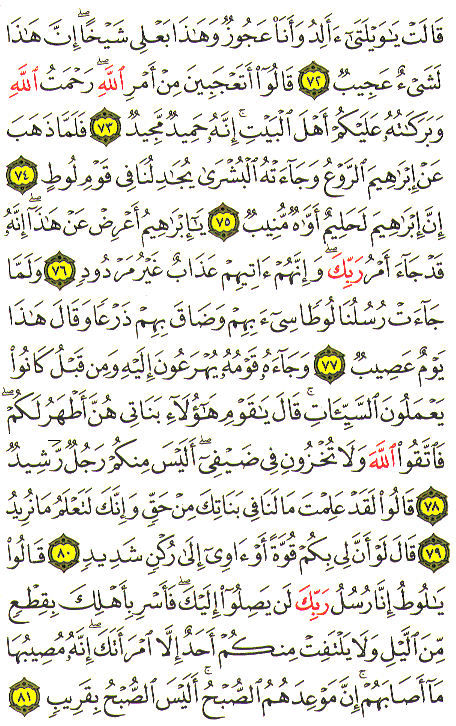 قَالَتْ يَٰوَيْلَتَىٰٓ ءَأَلِدُ وَأَنَا۠ عَجُوزٌ وَهَٰذَا بَعْلِى شَيْخًا ۖ إِنَّ هَٰذَا
لَشَىْءٌ عَجِيبٌ ٧٢ قَالُوٓا۟ أَتَعْجَبِينَ مِنْ أَمْرِ ٱللَّهِ ۖ رَحْمَتُ ٱللَّهِ
وَبَرَكَٰتُهُۥ عَلَيْكُمْ أَهْلَ ٱلْبَيْتِ ۚ إِنَّهُۥ حَمِيدٌ مَّجِيدٌ ٧٣ فَلَمَّا ذَهَبَ
عَنْ إِبْرَٰهِيمَ ٱلرَّوْعُ وَجَآءَتْهُ ٱلْبُشْرَىٰ يُجَٰدِلُنَا فِى قَوْمِ لُوطٍ ٧٤
إِنَّ إِبْرَٰهِيمَ لَحَلِيمٌ أَوَّٰهٌ مُّنِيبٌ ٧٥ يَٰٓإِبْرَٰهِيمُ أَعْرِضْ عَنْ هَٰذَآ ۖ إِنَّهُۥ
قَدْ جَآءَ أَمْرُ رَبِّكَ ۖ وَإِنَّهُمْ ءَاتِيهِمْ عَذَابٌ غَيْرُ مَرْدُودٍ ٧٦ وَلَمَّا
جَآءَتْ رُسُلُنَا لُوطًا سِىٓءَ بِهِمْ وَضَاقَ بِهِمْ ذَرْعًا وَقَالَ هَٰذَا
يَوْمٌ عَصِيبٌ ٧٧ وَجَآءَهُۥ قَوْمُهُۥ يُهْرَعُونَ إِلَيْهِ وَمِن قَبْلُ كَانُوا۟
يَعْمَلُونَ ٱلسَّيِّـَٔاتِ ۚ قَالَ يَٰقَوْمِ هَٰٓؤُلَآءِ بَنَاتِى هُنَّ أَطْهَرُ لَكُمْ ۖ
فَٱتَّقُوا۟ ٱللَّهَ وَلَا تُخْزُونِ فِى ضَيْفِىٓ ۖ أَلَيْسَ مِنكُمْ رَجُلٌ رَّشِيدٌ
٧٨ قَالُوا۟ لَقَدْ عَلِمْتَ مَا لَنَا فِى بَنَاتِكَ مِنْ حَقٍّ وَإِنَّكَ لَتَعْلَمُ مَا نُرِيدُ
٧٩ قَالَ لَوْ أَنَّ لِى بِكُمْ قُوَّةً أَوْ ءَاوِىٓ إِلَىٰ رُكْنٍ شَدِيدٍ ٨٠ قَالُوا۟
يَٰلُوطُ إِنَّا رُسُلُ رَبِّكَ لَن يَصِلُوٓا۟ إِلَيْكَ ۖ فَأَسْرِ بِأَهْلِكَ بِقِطْعٍ
مِّنَ ٱلَّيْلِ وَلَا يَلْتَفِتْ مِنكُمْ أَحَدٌ إِلَّا ٱمْرَأَتَكَ ۖ إِنَّهُۥ مُصِيبُهَا
مَآ أَصَابَهُمْ ۚ إِنَّ مَوْعِدَهُمُ ٱلصُّبْحُ ۚ أَلَيْسَ ٱلصُّبْحُ بِقَرِيبٍ ٨١